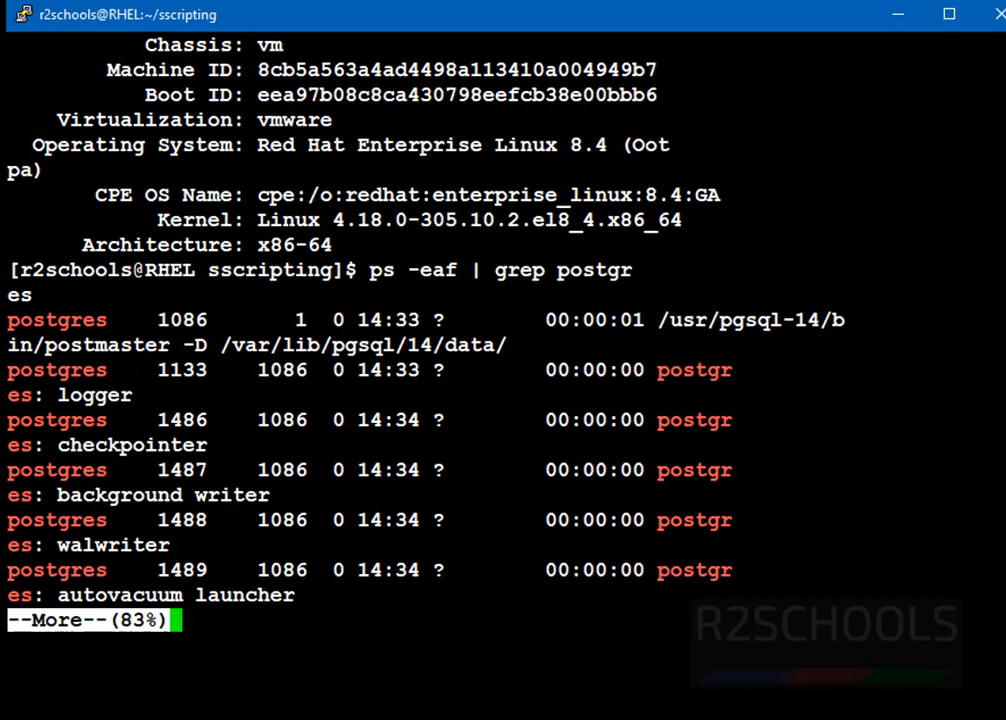 r2schools@RHEL:~/sscripting
Chassis: vm
Machine ID: 8cb5a563a4ad4498a113410a004949b7
Boot ID: eea97b08c8ca430798eefcb38e00bbb6
Virtualization: vmware
Operating System: Red Hat Enterprise Linux 8.4 (Oot
pa)
CPE OS Name: cpe:/o:redhat:enterprise_linux:8.4:GA
Kernel: Linux 4.18.0-305.10.2.el8_4.x86_64
Architecture: x86-64
[r2schools@RHEL sscripting]$ ps -eaf | grep postgr
es
postgres 1086 1 0 14:33 ? 00:00:01 /usr/pgsql-14/b
in/postmaster -D /var/lib/pgsql/14/data/
postgres 1133 1086 0 14:33 ? 00:00:00 postgr
es: logger
postgres 1486 1086 0 14:34 ? 00:00:00 postgr
es: checkpointer
postgres 1487 1086 0 14:34 ? 00:00:00 postgr
es: background writer
postgres 1488 1086 0 14:34 ? 00:00:00 postgr
es: walwriter
postgres 1489 1086 0 14:34 ? 00:00:00 postgr
es: autovacuum launcher
--More--(83%)
R2SCHOOLS